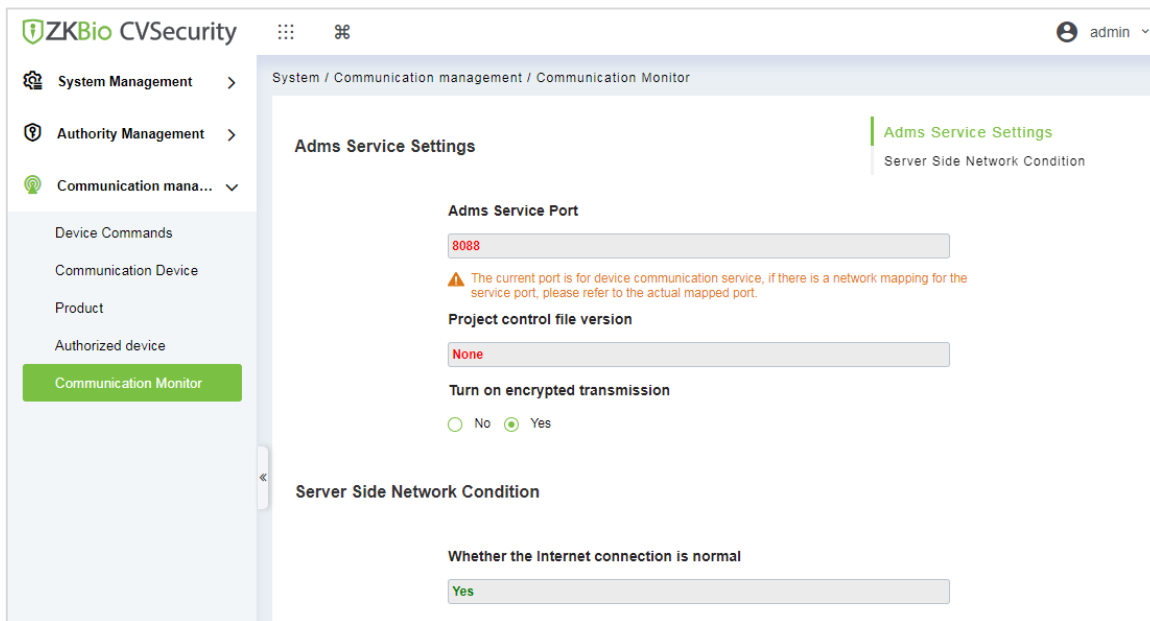 ZKBio CVSecurity
admin
System Management
Authority Management
Communication mana...
Device Commands
Communication Device
Product
Authorized device
Communication Monitor
System / Communication management / Communication Monitor
Adms Service Settings
Adms Service Settings
Server Side Network Condition
Adms Service Port
8088
The current port is for device communication service, if there is a network mapping for the
service port, please refer to the actual mapped port.
Project control file version
None
Turn on encrypted transmission
No Yes
Server Side Network Condition
Whether the Internet connection is normal
Yes